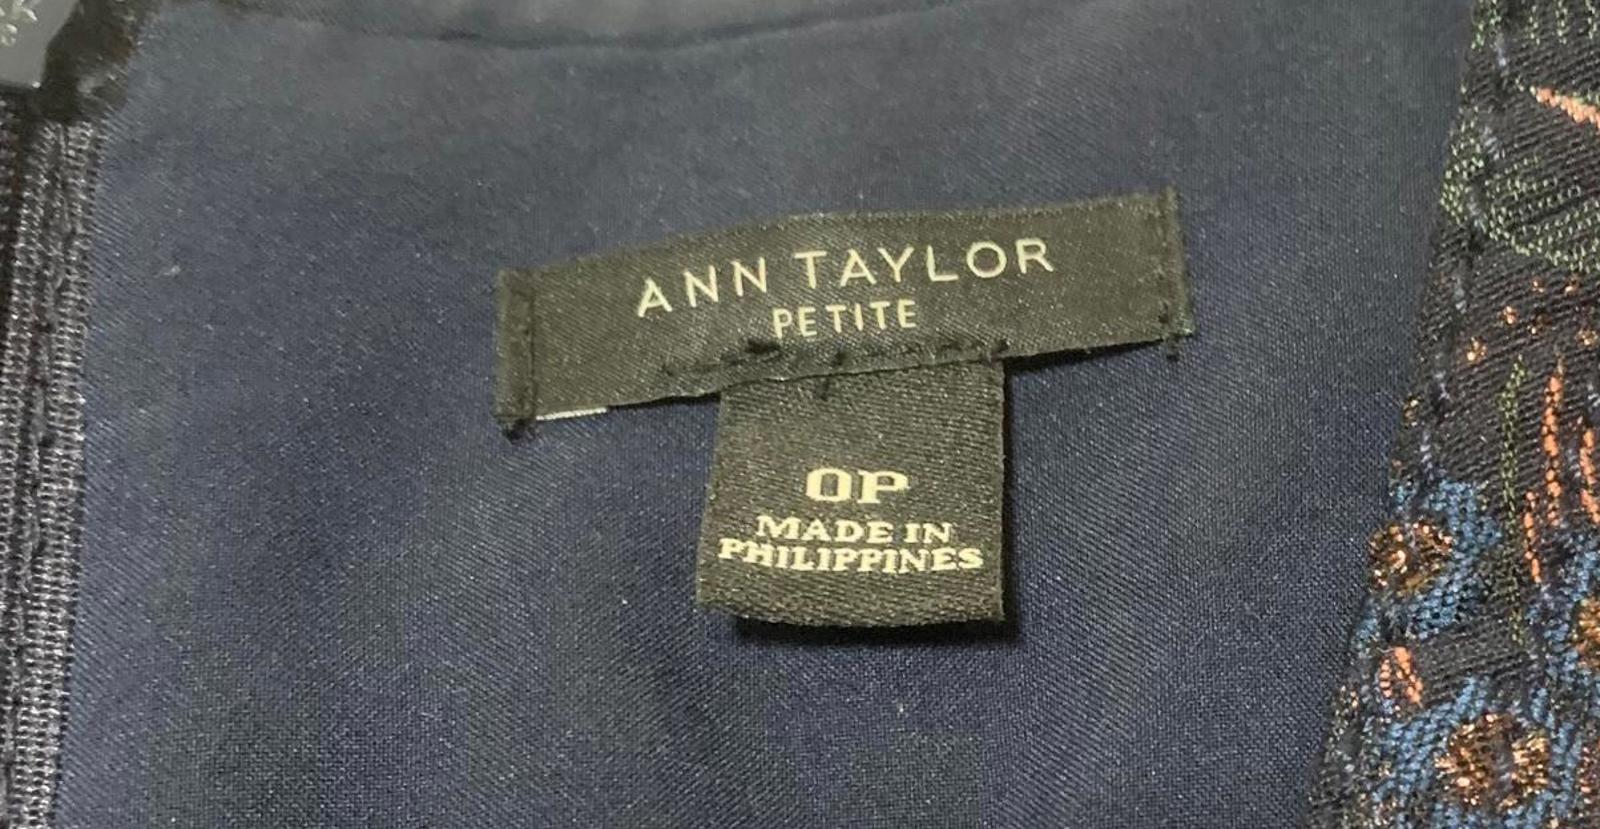 ANN TAYLOR
PETITE
0P
MADE IN
PHILIPPINES